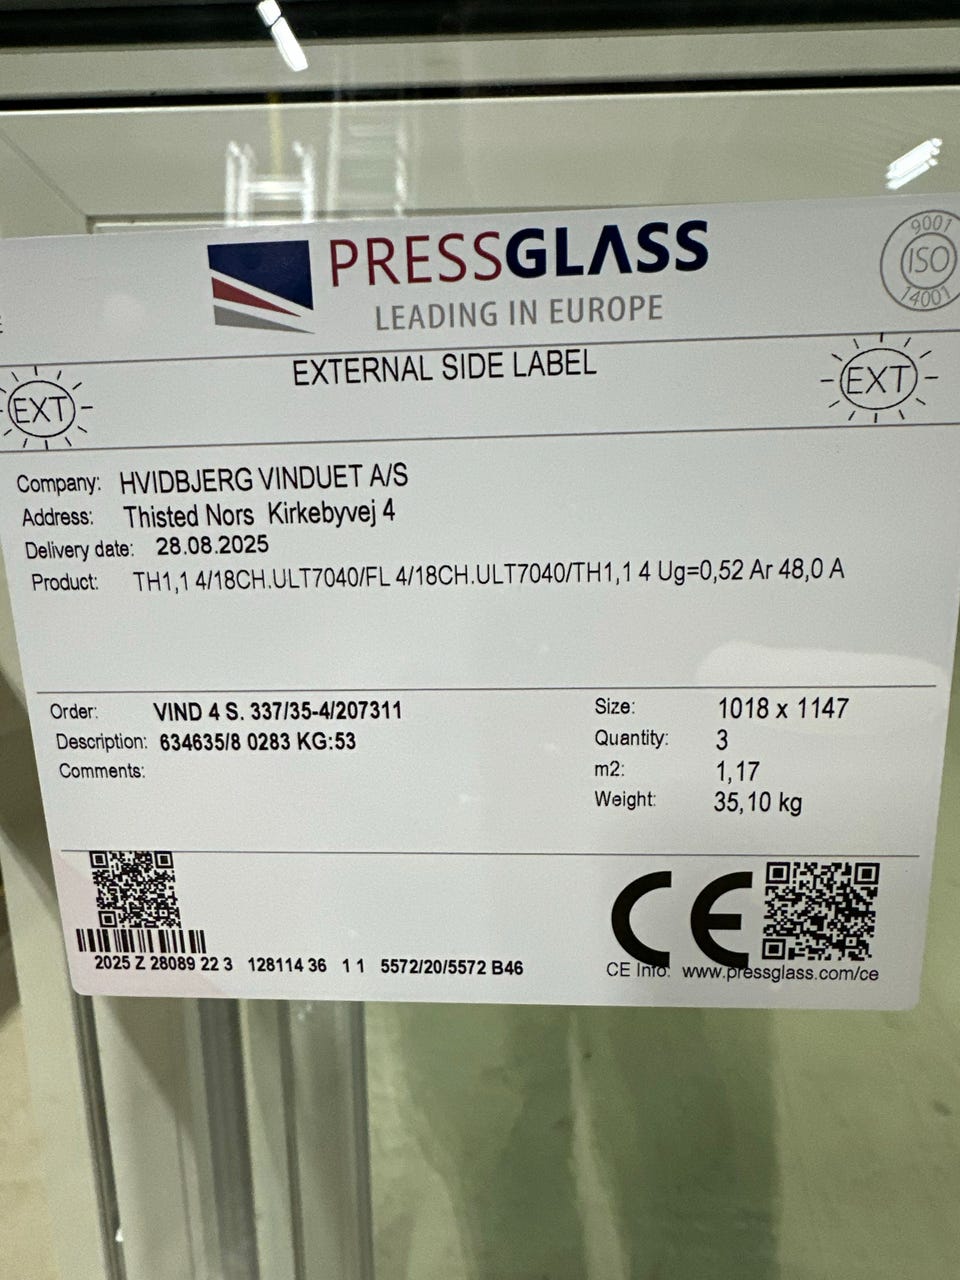 PRESSGLASS
LEADING IN EUROPE
9001
ISO
14001
EXTERNAL SIDE LABEL
EXT
EXT
Company: HVIDBJERG VINDUET A/S
Address: Thisted Nors Kirkebyvej 4
Delivery date: 28.08.2025
Product: TH1,1 4/18CH.ULT7040/FL 4/18CH.ULT7040/TH1,1 4 Ug=0,52 Ar 48,0 A
Order: VIND 4 S. 337/35-4/207311
Description: 634635/8 0283 KG:53
Comments:
Size: 1018 x 1147
Quantity: 3
m2: 1,17
Weight: 35,10 kg
2025 Z 28089 22 3 128114 36 1 1 5572/20/5572 B46
CE
CE Info: www.pressglass.com/ce